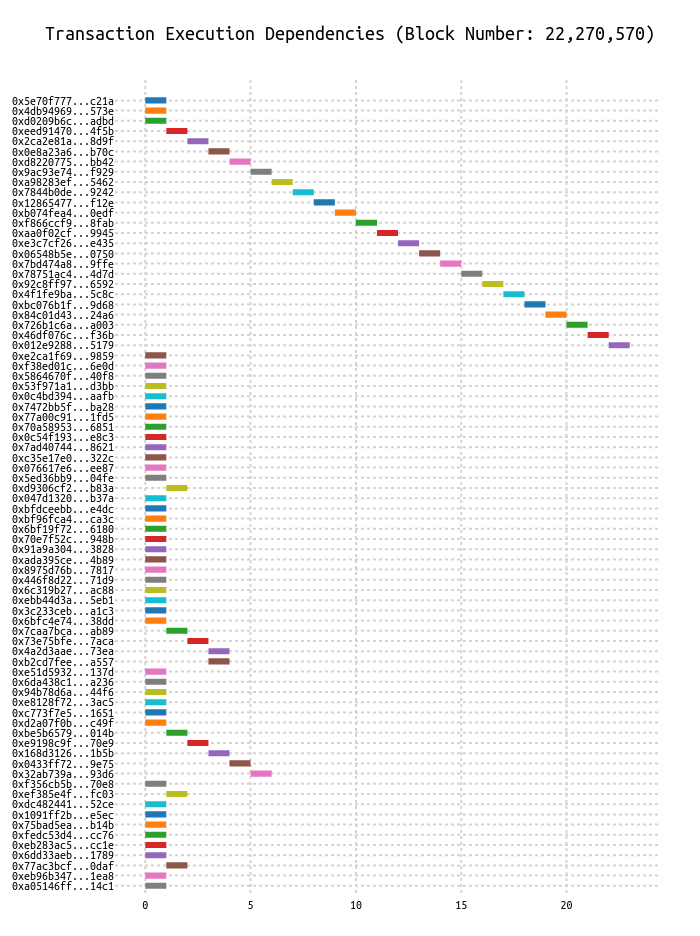 Transaction Execution Dependencies (Block Number: 22,270,570)
0x5e70f777...c21a
0x4db94969...573e
0xd0209b6c...adbd
0xeed91470...4f5b
0x2ca2e81a...8d9f
0x0e8a23a6...b70c
0xd8220775...bb42
0x9ac93e74...f929
0xa98283ef...5462
0x7844b0de...9242
0x12865477...f12e
0xb074fea4...0edf
0xf866ccf9...8fab
0xaa0f02cf...9945
0xe3c7cf26...e435
0x06548b5e...0750
0x7bd474a8...9ffe
0x78751ac4...4d7d
0x92c8ff97...6592
0x4f1fe9ba...5c8c
0xbc076b1f...9d68
0x84c01d43...24a6
0x726b1c6a...a003
0x46df076c...f36b
0x012e9288...5179
0xe2ca1f69...9859
0xf38ed01c...6e0d
0x5864670f...40f8
0x53f971a1...d3bb
0x0c4bd394...aafb
0x7472bb5f...ba28
0x77a00c91...1fd5
0x70a58953...6851
0x0c54f193...e8c3
0x7ad40744...8621
0xc35e17e0...322c
0x076617e6...ee87
0x5ed36bb9...04fe
0xd9306cf2...b83a
0x047d1320...b37a
0xbfdceebb...e4dc
0xbf96fca4...ca3c
0x6bf19f72...6180
0x70e7f52c...948b
0x91a9a304...3828
0xada395ce...4b89
0x8975d76b...7817
0x446f8d22...71d9
0x6c319b27...ac88
0xebb44d3a...5eb1
0x3c233ceb...a1c3
0x6bfc4e74...38dd
0x7caa7bca...ab89
0x73e75bfe...7aca
0x4a2d3aae...73ea
0xb2cd7fee...a557
0xe51d5932...137d
0x6da438c1...a236
0x94b78d6a...44f6
0xe8128f72...3ac5
0xc773f7e5...1651
0xd2a07f0b...c49f
0xbe5b6579...014b
0xe9198c9f...70e9
0x168d3126...1b5b
0x0433ff72...9e75
0x32ab739a...93d6
0xf356cb5b...70e8
0xef385e4f...fc03
0xdc482441...52ce
0x1091ff2b...e5ec
0x75bad5ea...b14b
0xfedc53d4...cc76
0xeb283ac5...cc1e
0x6dd33aeb...1789
0x77ac3bcf...0daf
0xeb96b347...1ea8
0xa05146ff...14c1
0 5 10 15 20